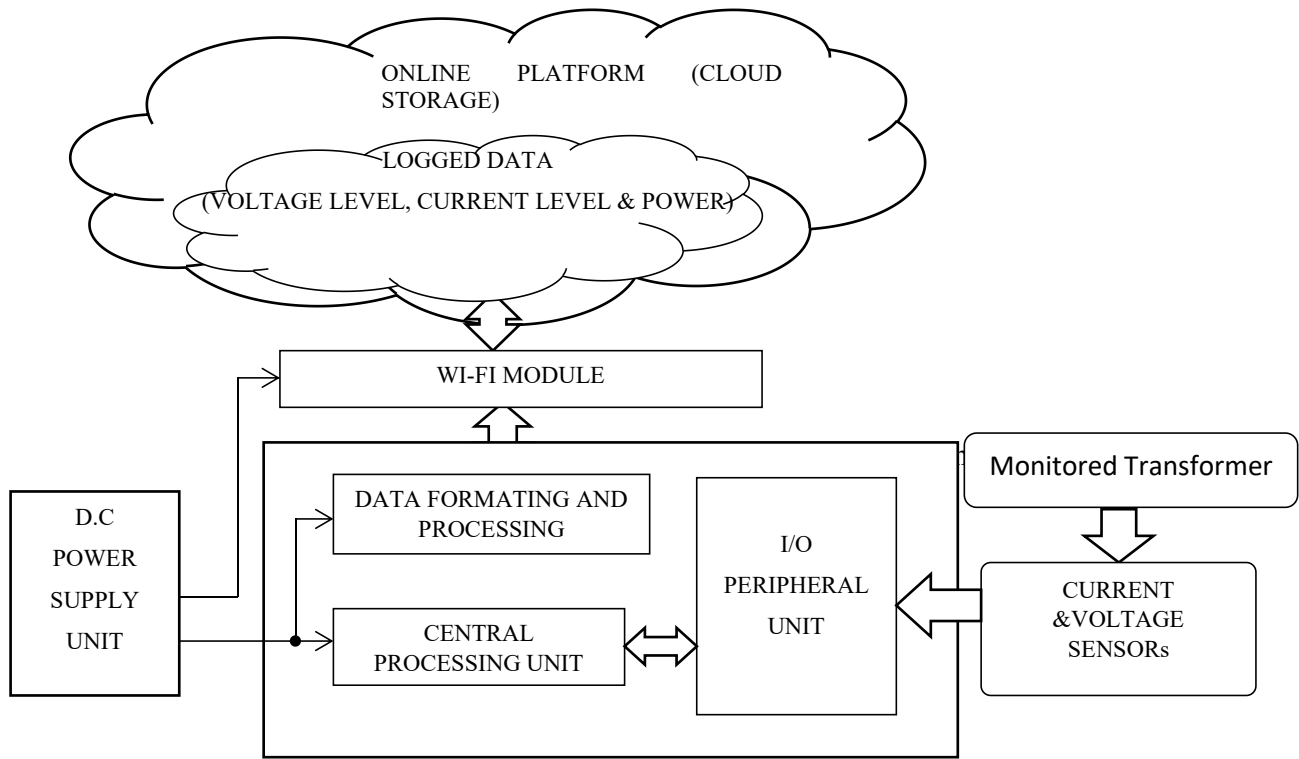 ONLINE PLATFORM (CLOUD
STORAGE)
LOGGED DATA
(VOLTAGE LEVEL, CURRENT LEVEL & POWER)
WI-FI MODULE
Monitored Transformer
DATA FORMATING AND
PROCESSING
D.C
POWER
SUPPLY
UNIT
I/O
PERIPHERAL
UNIT
CURRENT
&VOLTAGE
SENSORs
CENTRAL
PROCESSING UNIT